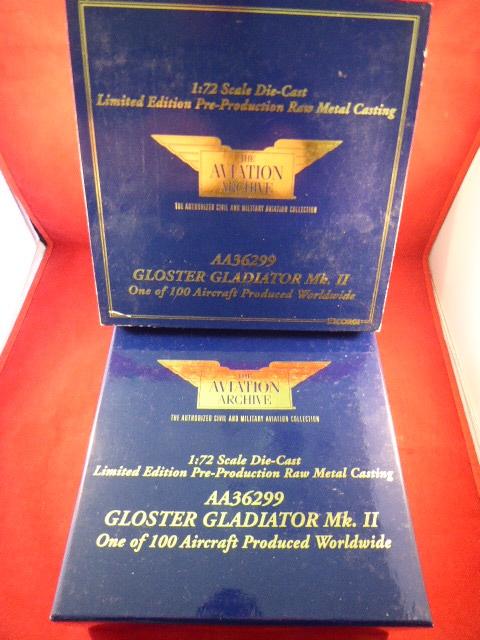 1:72 Scale Die-Cast
Limited Edition Pre-Production Raw Metal Casting
THE
AVIATION
ARCHIVE
THE AUTHORIZED CIVIL AND MILITARY AVIATION COLLECTION
AA36299
GLOSTER GLADIATOR Mk. II
One of 100 Aircraft Produced Worldwide
CORGI
THE
AVIATION
ARCHIVE
THE AUTHORIZED CIVIL AND MILITARY AVIATION COLLECTION
1:72 Scale Die-Cast
Limited Edition Pre-Production Raw Metal Casting
AA36299
GLOSTER GLADIATOR Mk. II
One of 100 Aircraft Produced Worldwide